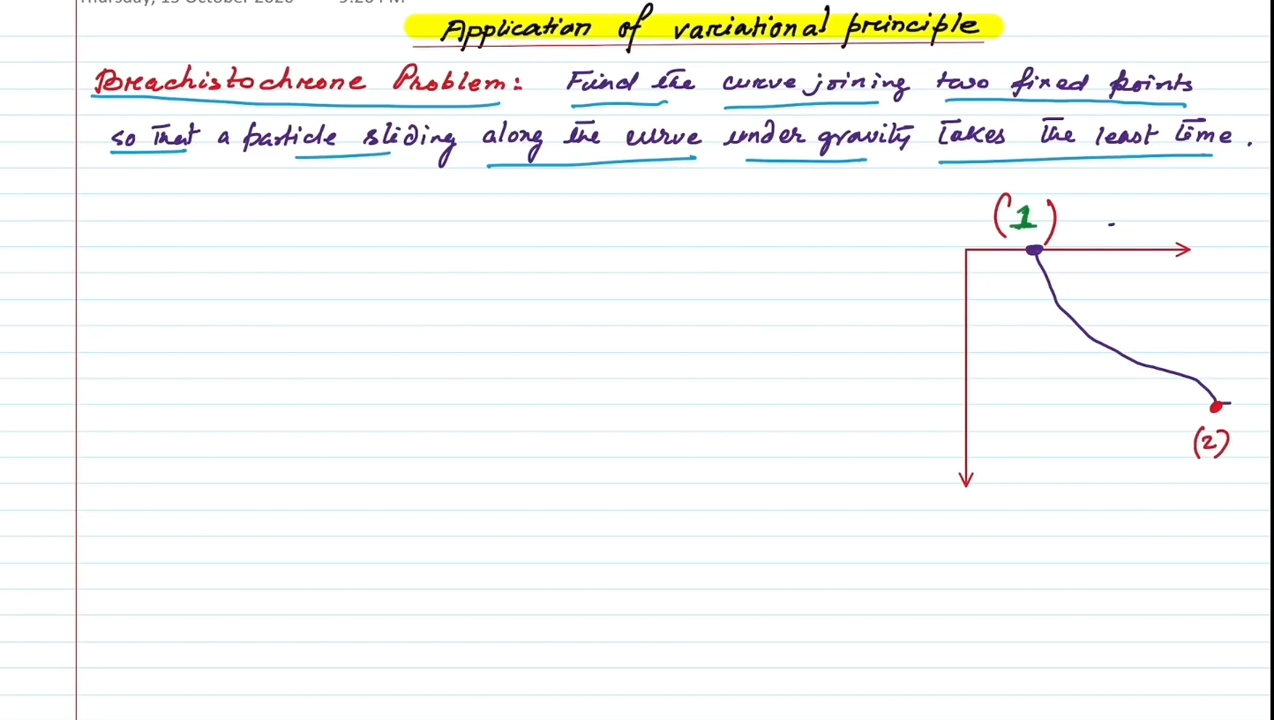 Application of variational principle
Brachistochrone Problem: Find the curve joining two fixed points
so that a particle sliding along the curve under gravity takes the least time.
(1)
(2)